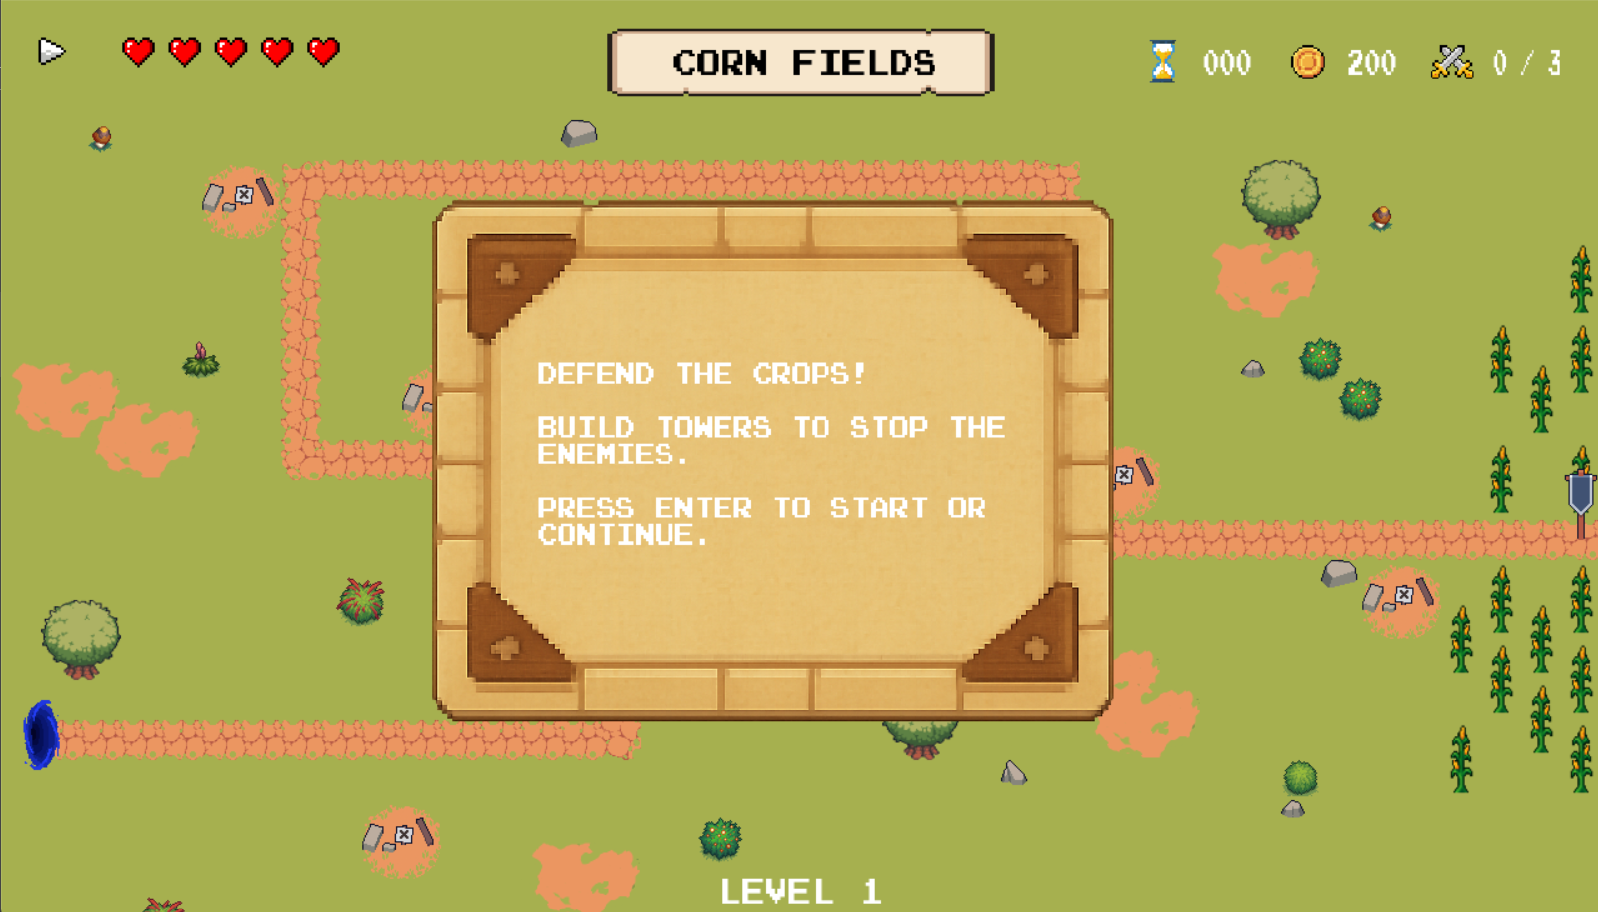 CORN FIELDS
000
200
0 / 3
DEFEND THE CROPS!
BUILD TOWERS TO STOP THE
ENEMIES.
PRESS ENTER TO START OR
CONTINUE.
LEVEL 1